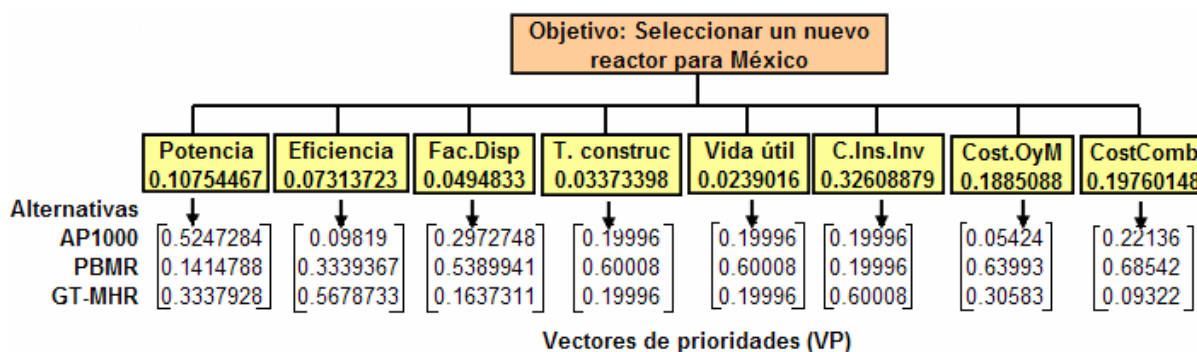 Objetivo: Seleccionar un nuevo
reactor para México
Potencia Eficiencia Fac.Disp T. construc Vida útil C.Ins.Inv Cost.OyM CostComb
0.10754467 0.07313723 0.0494833 0.03373398 0.0239016 0.32608879 0.1885088 0.19760148
Alternativas
AP1000 0.5247284 0.09819 0.2972748 0.19996 0.19996 0.19996 0.05424 0.22136
PBMR 0.1414788 0.3339367 0.5389941 0.60008 0.60008 0.19996 0.63993 0.68542
GT-MHR 0.3337928 0.5678733 0.1637311 0.19996 0.19996 0.60008 0.30583 0.09322
Vectores de prioridades (VP)